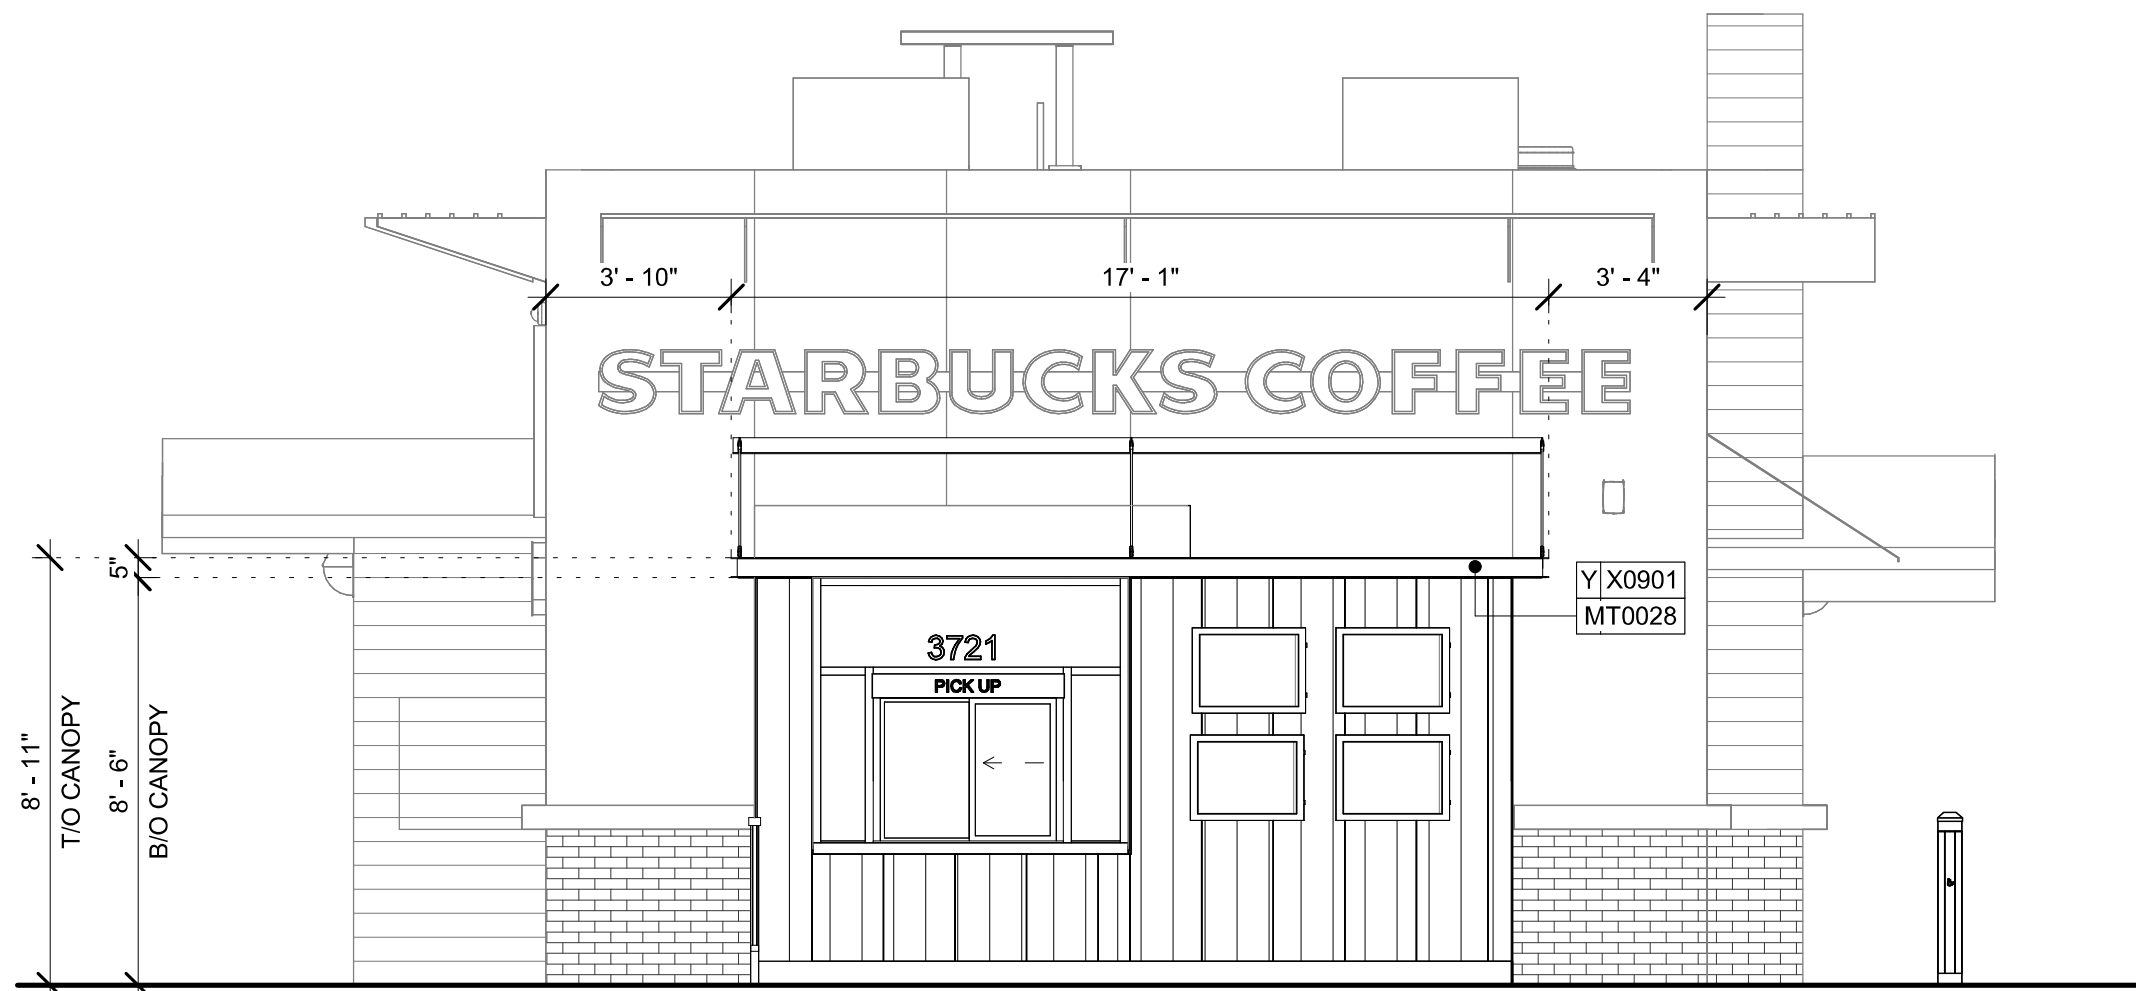 3' - 10"
17' - 1"
3' - 4"
STARBUCKS COFFEE
5"
Y X0901
MT0028
3721
PICK UP
8' - 11"
T/O CANOPY
8' - 6"
B/O CANOPY